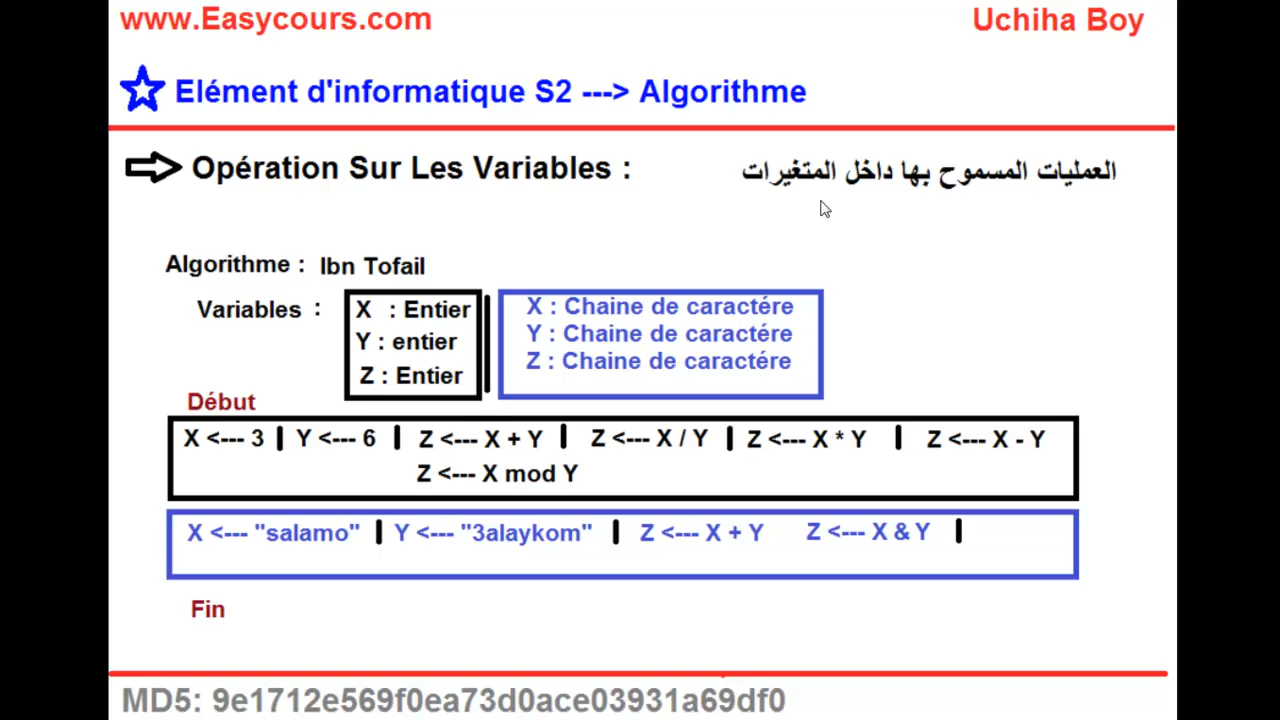 www.Easycours.com Uchiha Boy
Elément d'informatique S2 ---> Algorithme
Opération Sur Les Variables : العمليات المسموح بها داخل المتغيرات
Algorithme : Ibn Tofail
Variables : X : Entier X : Chaine de caractére
Y : entier Y : Chaine de caractére
Z : Entier Z : Chaine de caractére
Début
X <--- 3 | Y <--- 6 | Z <--- X + Y | Z <--- X / Y | Z <--- X * Y | Z <--- X - Y
Z <--- X mod Y
X <--- "salamo" | Y <--- "3alaykom" | Z <--- X + Y Z <--- X & Y |
Fin
MD5: 9e1712e569f0ea73d0ace03931a69df0